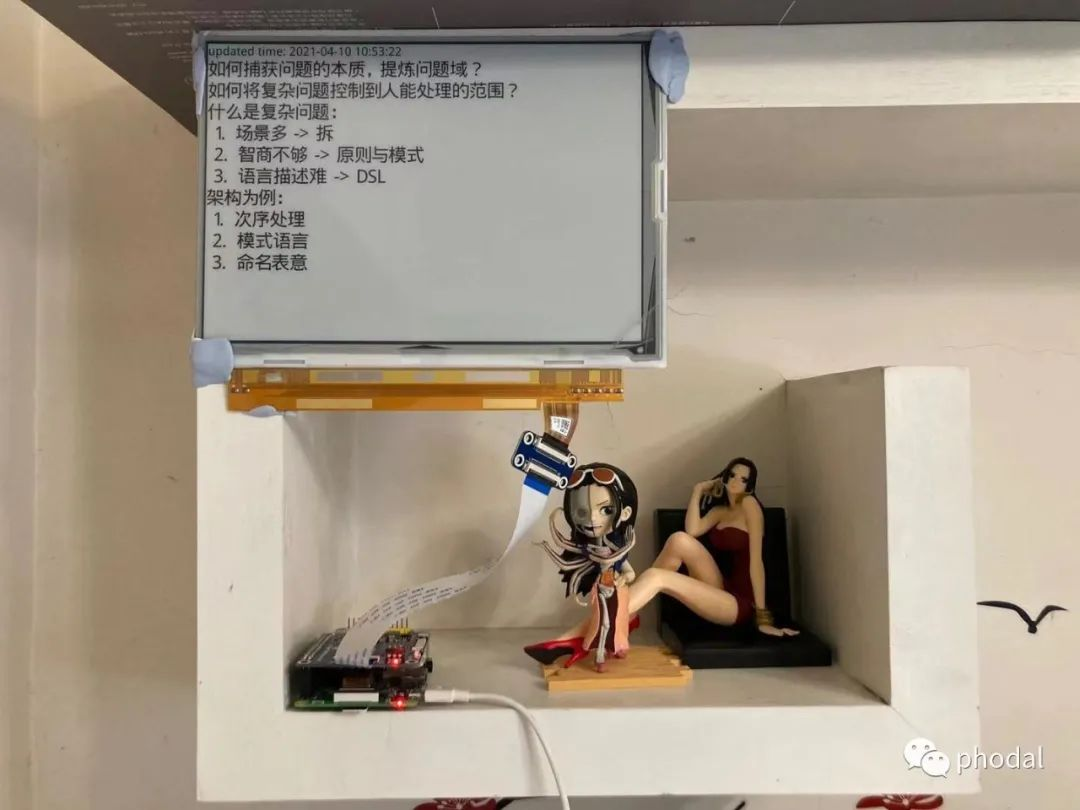 updated time: 2021-04-10 10:53:22
如何捕获问题的本质，提炼问题域？
如何将复杂问题控制到人能处理的范围？
什么是复杂问题：
1. 场景多 -> 拆
2. 智商不够 -> 原则与模式
3. 语言描述难 -> DSL
架构为例：
1. 次序处理
2. 模式语言
3. 命名表意
phodal